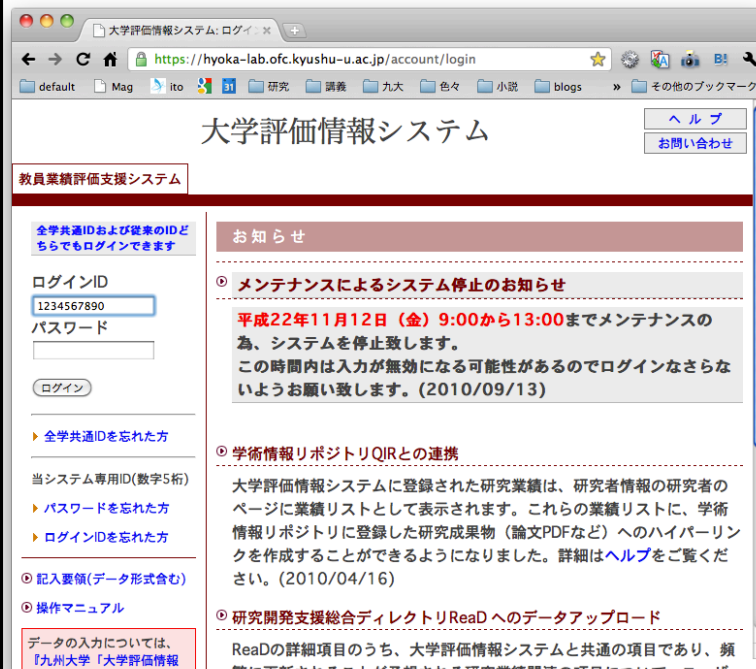 大学評価情報システム: ログイ
https://hyoka-lab.ofc.kyushu-u.ac.jp/account/login
default Mag ito 31 研究 講義 九大 色々 小説 blogs » その他のブックマーク
大学評価情報システム
ヘ ル プ
お問い合わせ
教員業績評価支援システム
全学共通IDおよび従来のIDど
ちらでもログインできます
ログインID
1234567890
パスワード
ログイン
全学共通IDを忘れた方
当システム専用ID(数字5桁)
パスワードを忘れた方
ログインIDを忘れた方
記入要領(データ形式含む)
操作マニュアル
データの入力については、
『九州大学「大学評価情報
お知らせ
メンテナンスによるシステム停止のお知らせ
平成22年11月12日（金）9:00から13:00までメンテナンスの
為、システムを停止致します。
この時間内は入力が無効になる可能性があるのでログインなさらな
いようお願い致します。(2010/09/13)
学術情報リポジトリQIRとの連携
大学評価情報システムに登録された研究業績は、研究者情報の研究者の
ページに業績リストとして表示されます。これらの業績リストに、学術
情報リポジトリに登録した研究成果物（論文PDFなど）へのハイパーリン
クを作成することができるようになりました。詳細はヘルプをご覧くだ
さい。(2010/04/16)
研究開発支援総合ディレクトリReaD へのデータアップロード
ReaDの詳細項目のうち、大学評価情報システムと共通の項目であり、頻